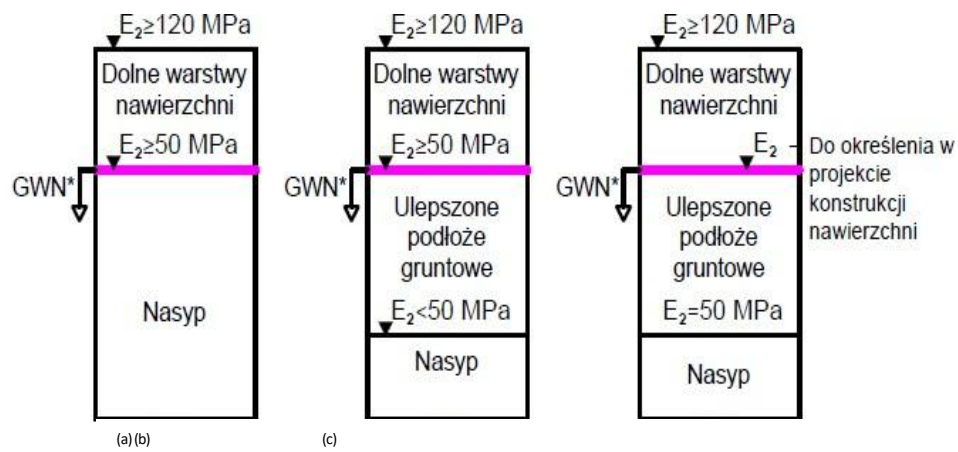 E₂≥120 MPa
Dolne warstwy
nawierzchni
E₂≥50 MPa
GWN*
Nasyp
E₂≥120 MPa
Dolne warstwy
nawierzchni
E₂≥50 MPa
GWN*
Ulepszone
podłoże
gruntowe
E₂<50 MPa
Nasyp
E₂≥120 MPa
Dolne warstwy
nawierzchni
E₂
Do określenia w
projekcie
konstrukcji
nawierzchni
GWN*
Ulepszone
podłoże
gruntowe
E₂=50 MPa
Nasyp
(a)(b) (c)